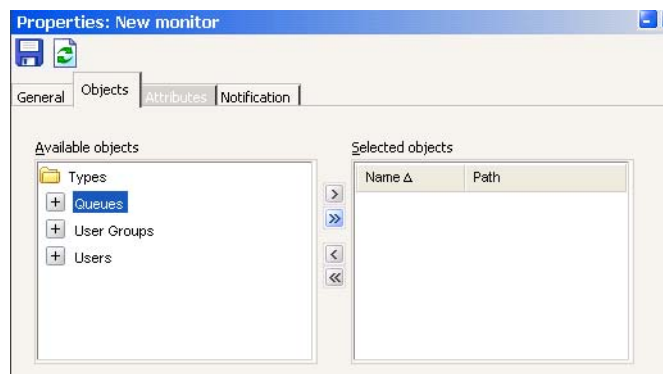 Properties: New monitor
General Objects Attributes Notification
Available objects Selected objects
Types Name Path
Queues
User Groups
Users